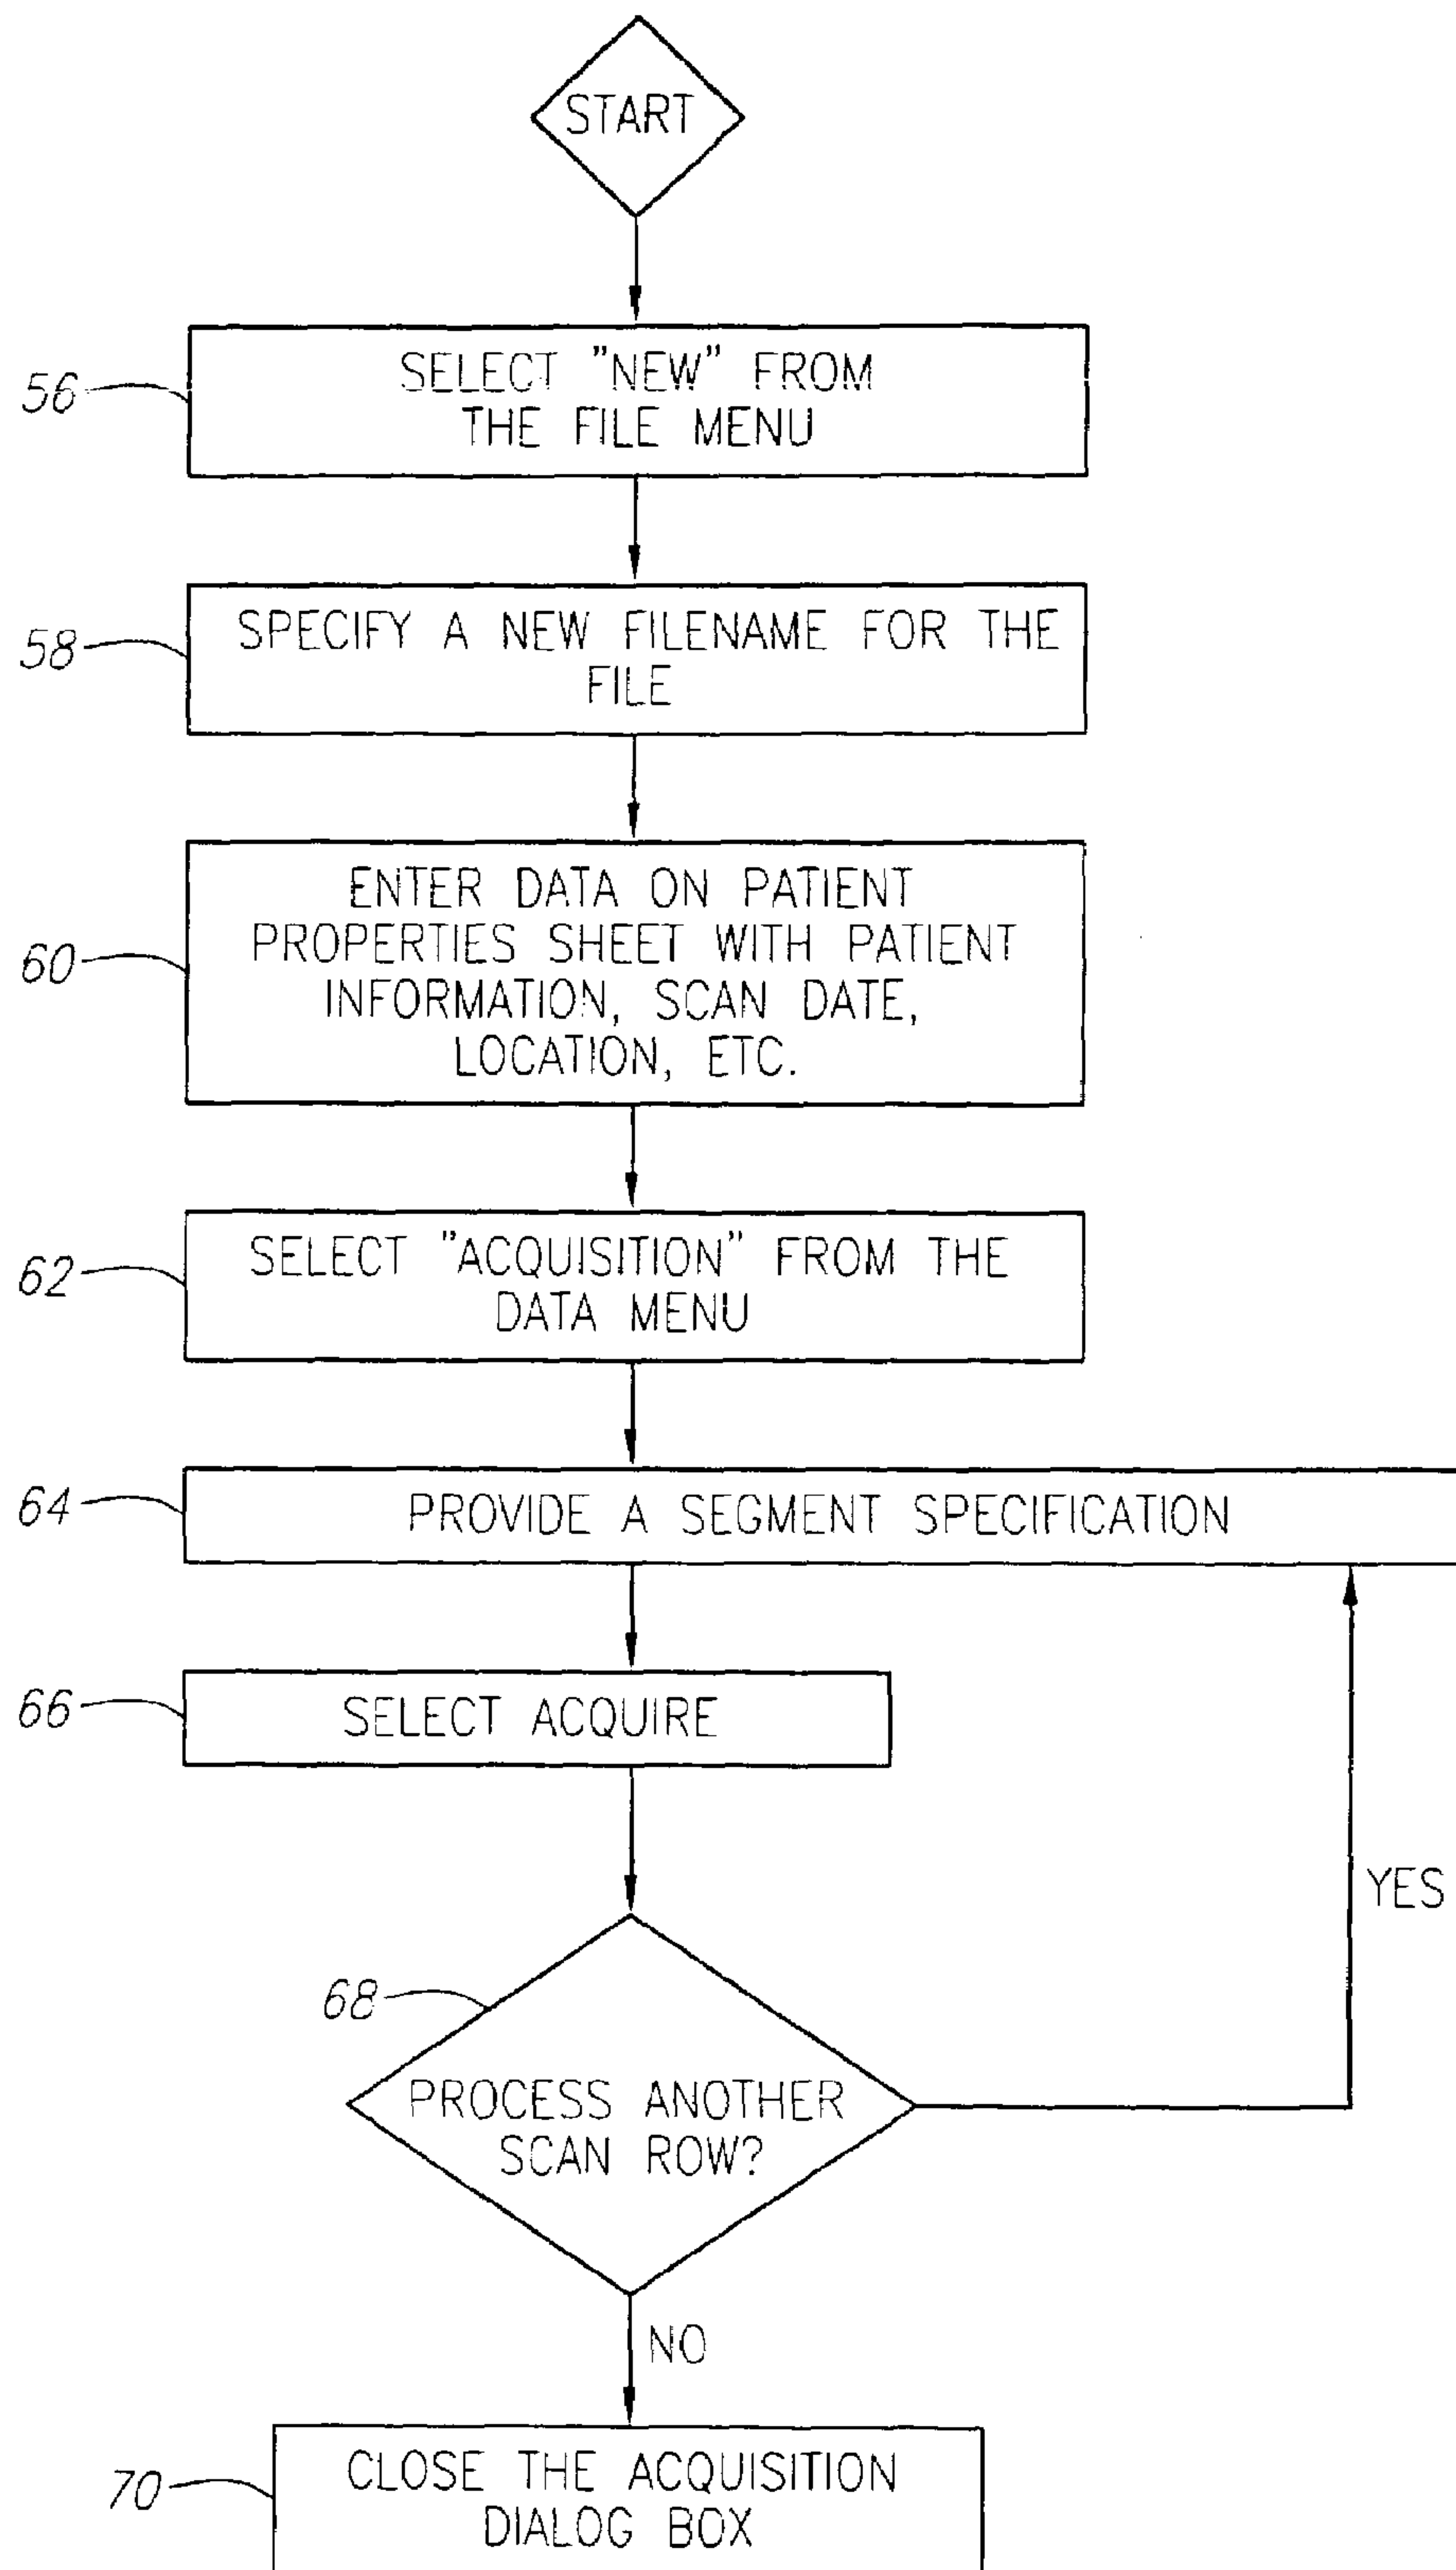 START
56
SELECT "NEW" FROM
THE FILE MENU
58
SPECIFY A NEW FILENAME FOR THE
FILE
60
ENTER DATA ON PATIENT
PROPERTIES SHEET WITH PATIENT
INFORMATION, SCAN DATE,
LOCATION, ETC.
62
SELECT "ACQUISITION" FROM THE
DATA MENU
64
PROVIDE A SEGMENT SPECIFICATION
66
SELECT ACQUIRE
YES
68
PROCESS ANOTHER
SCAN ROW?
NO
70
CLOSE THE ACQUISITION
DIALOG BOX